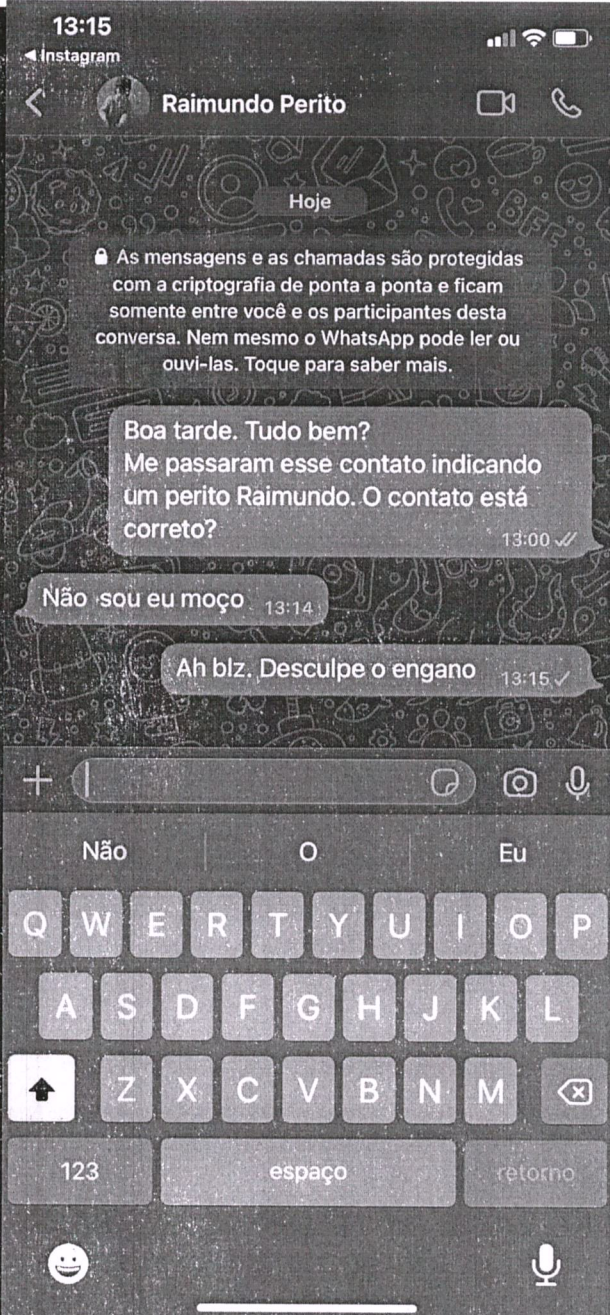 13:15
Instagram
Raimundo Perito
Hoje
As mensagens e as chamadas são protegidas
com a criptografia de ponta a ponta e ficam
somente entre você e os participantes desta
conversa. Nem mesmo o WhatsApp pode ler ou
ouvi-las. Toque para saber mais.
Boa tarde. Tudo bem?
Me passaram esse contato indicando
um perito Raimundo. O contato está
correto?
13:00
Não sou eu moço 13:14
Ah blz. Desculpe o engano 13:15
Não O Eu
Q W E R T Y U I O P
A S D F G H J K L
Z X C V B N M
123 espaço retorno